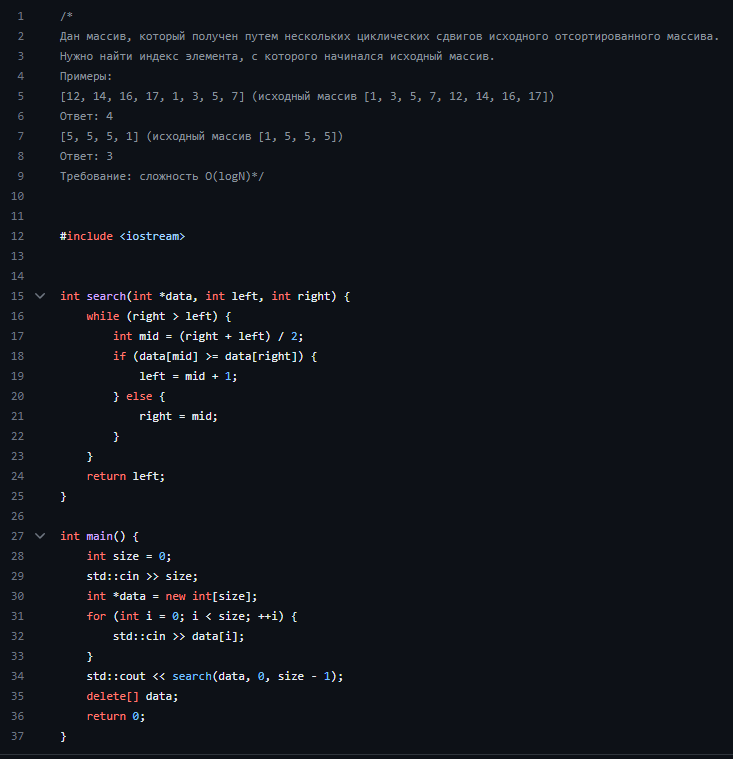 1 /*
2 Дан массив, который получен путем нескольких циклических сдвигов исходного отсортированного массива.
3 Нужно найти индекс элемента, с которого начинался исходный массив.
4 Примеры:
5 [12, 14, 16, 17, 1, 3, 5, 7] (исходный массив [1, 3, 5, 7, 12, 14, 16, 17])
6 Ответ: 4
7 [5, 5, 5, 1] (исходный массив [1, 5, 5, 5])
8 Ответ: 3
9 Требование: сложность O(logN)*/
10
11
12 #include <iostream>
13
14
15 int search(int *data, int left, int right) {
16     while (right > left) {
17         int mid = (right + left) / 2;
18         if (data[mid] >= data[right]) {
19             left = mid + 1;
20         } else {
21             right = mid;
22         }
23     }
24     return left;
25 }
26
27 int main() {
28     int size = 0;
29     std::cin >> size;
30     int *data = new int[size];
31     for (int i = 0; i < size; ++i) {
32         std::cin >> data[i];
33     }
34     std::cout << search(data, 0, size - 1);
35     delete[] data;
36     return 0;
37 }